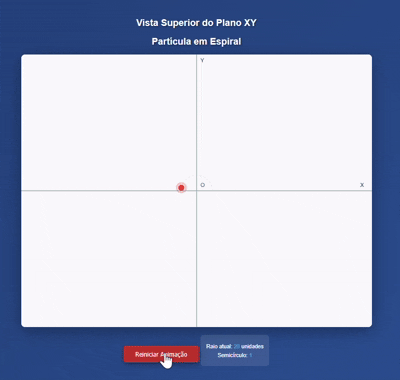 Vista Superior do Plano XY
Partícula em Espiral
Y
O
X
Reiniciar Animação
Raio atual: 20 unidades
Semicírculo: 1